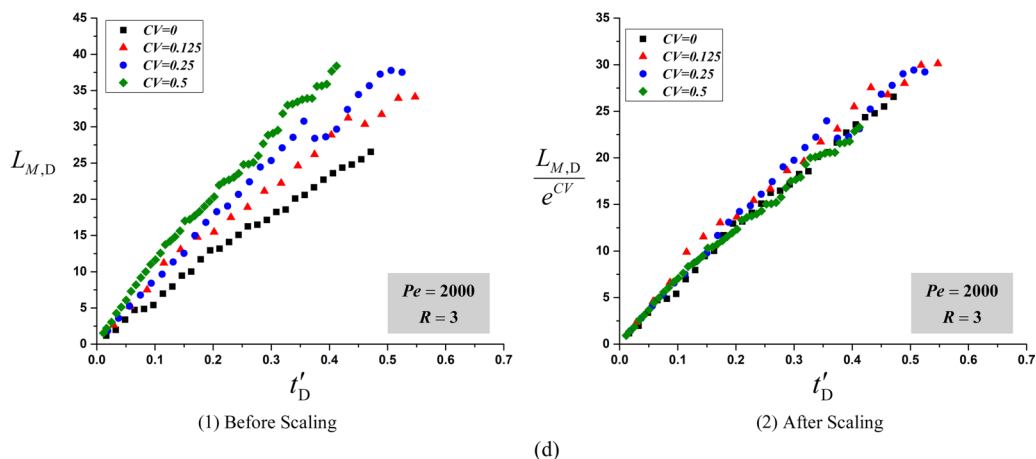 45
40
35
30
25
20
15
10
5
0
L_{M,D}
CV=0
CV=0.125
CV=0.25
CV=0.5
Pe = 2000
R = 3
0.0 0.1 0.2 0.3 0.4 0.5 0.6 0.7
t'_D
(1) Before Scaling
35
30
25
20
15
10
5
0
L_{M,D}
e^{CV}
CV=0
CV=0.125
CV=0.25
CV=0.5
Pe = 2000
R = 3
0.0 0.1 0.2 0.3 0.4 0.5 0.6 0.7
t'_D
(2) After Scaling
(d)